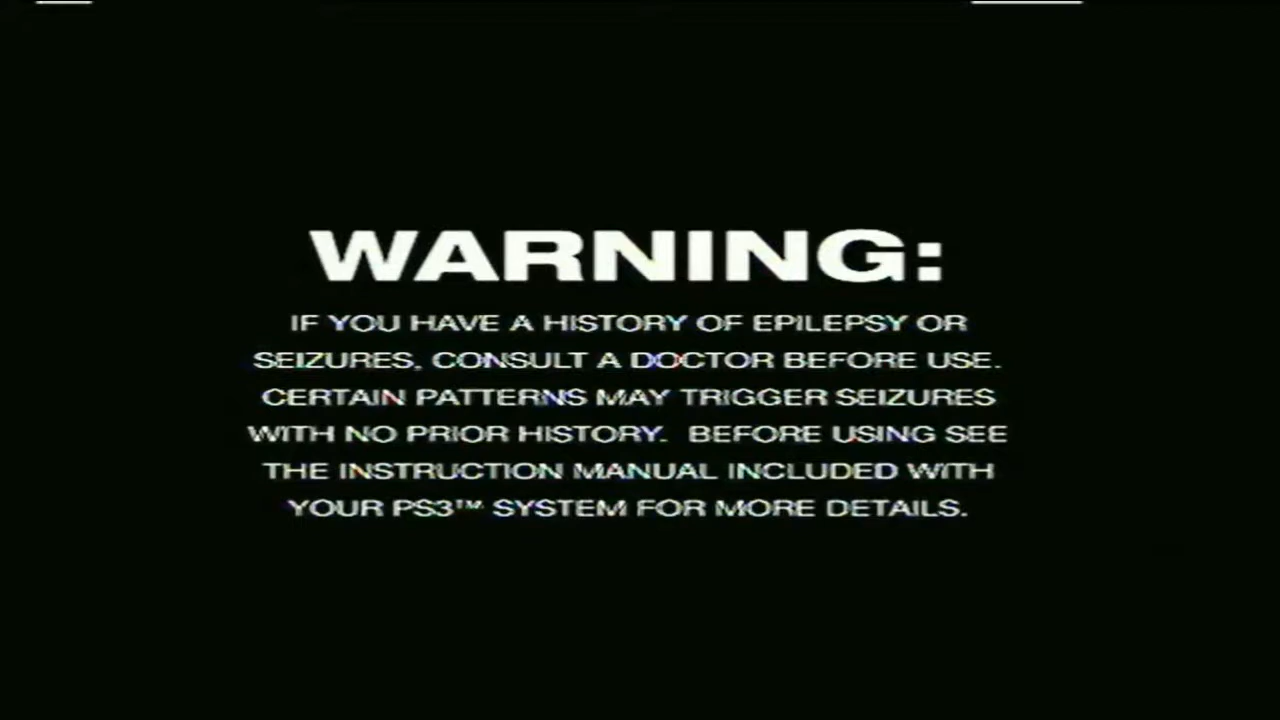 WARNING:
IF YOU HAVE A HISTORY OF EPILEPSY OR
SEIZURES, CONSULT A DOCTOR BEFORE USE.
CERTAIN PATTERNS MAY TRIGGER SEIZURES
WITH NO PRIOR HISTORY.  BEFORE USING SEE
THE INSTRUCTION MANUAL INCLUDED WITH
YOUR PS3™ SYSTEM FOR MORE DETAILS.